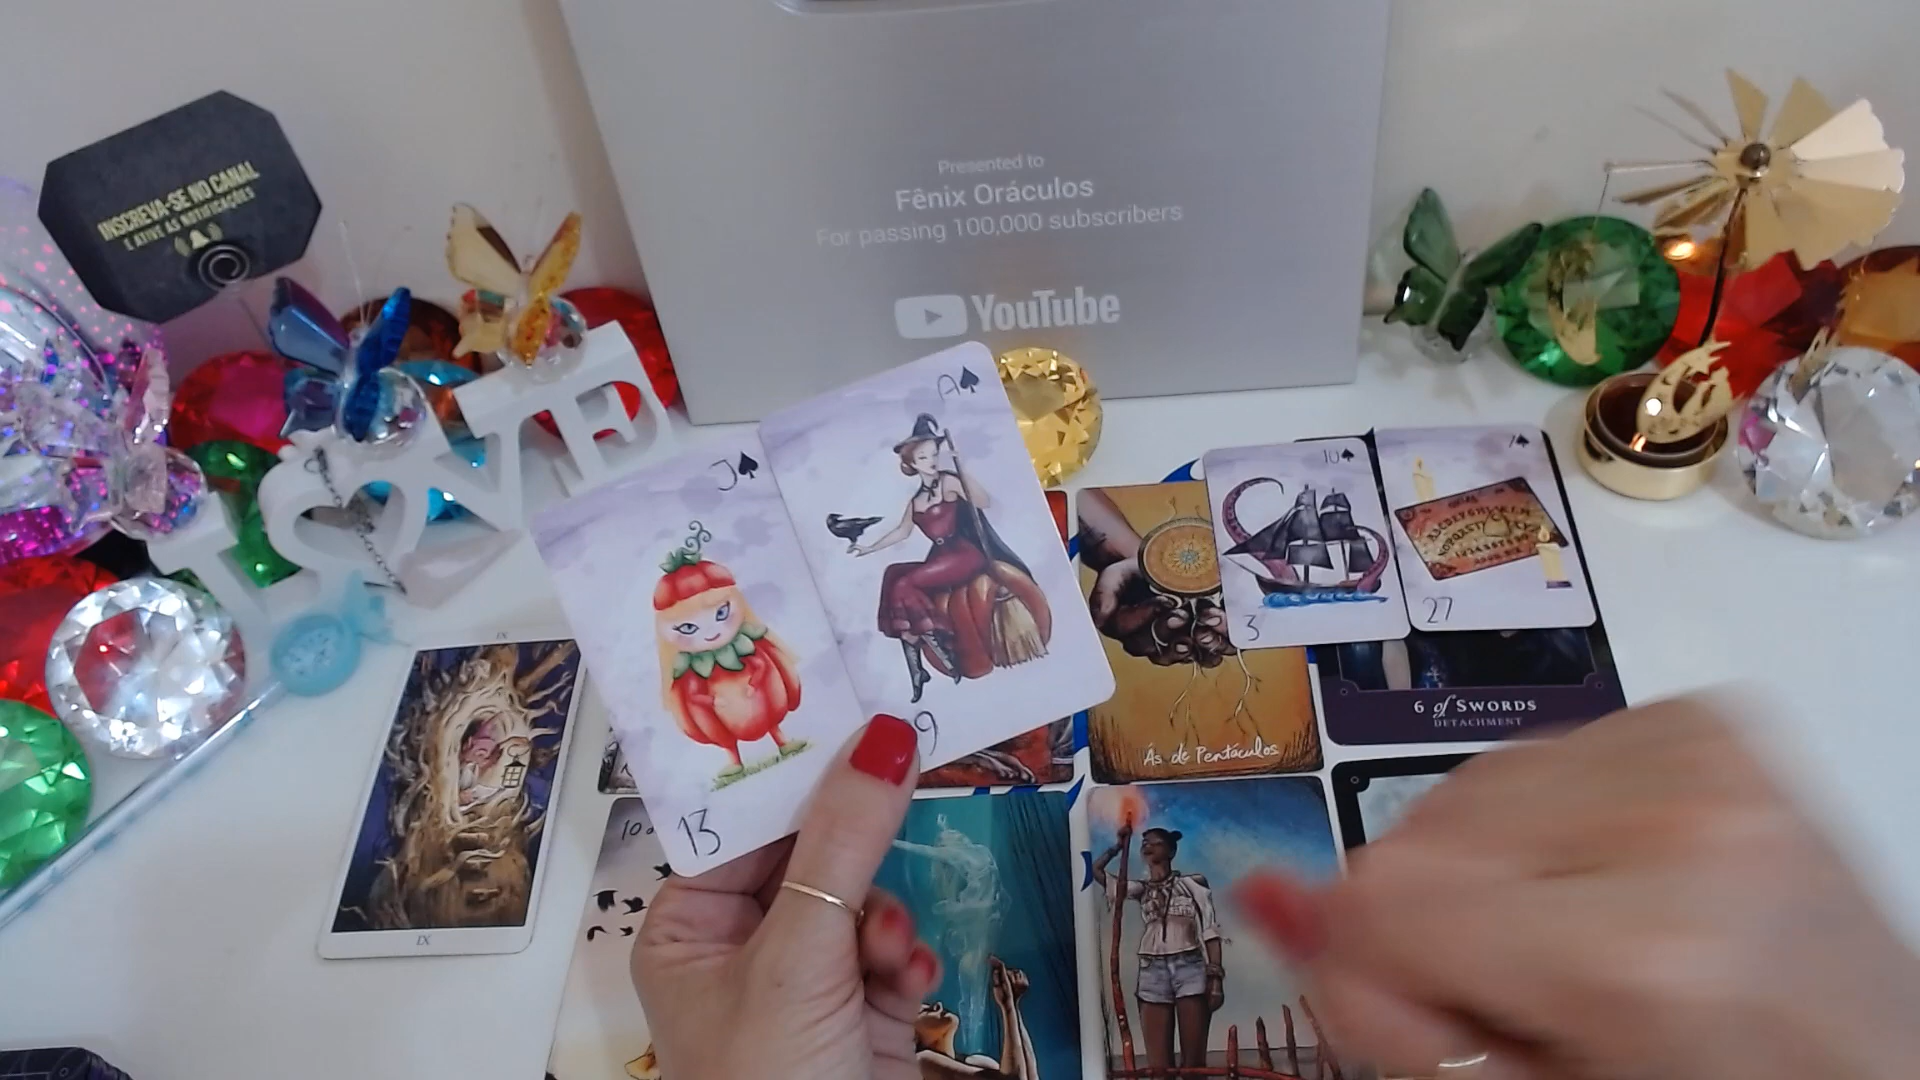 INSCREVA-SE NO CANAL
E ATIVE AS NOTIFICAÇÕES
Presented to
Fênix Oráculos
For passing 100,000 subscribers
YouTube
LOVE
A♠
J♠
10♠
13
3
27
Ás de Pentáculos
6 of SWORDS
DETACHMENT
IX
IX
10